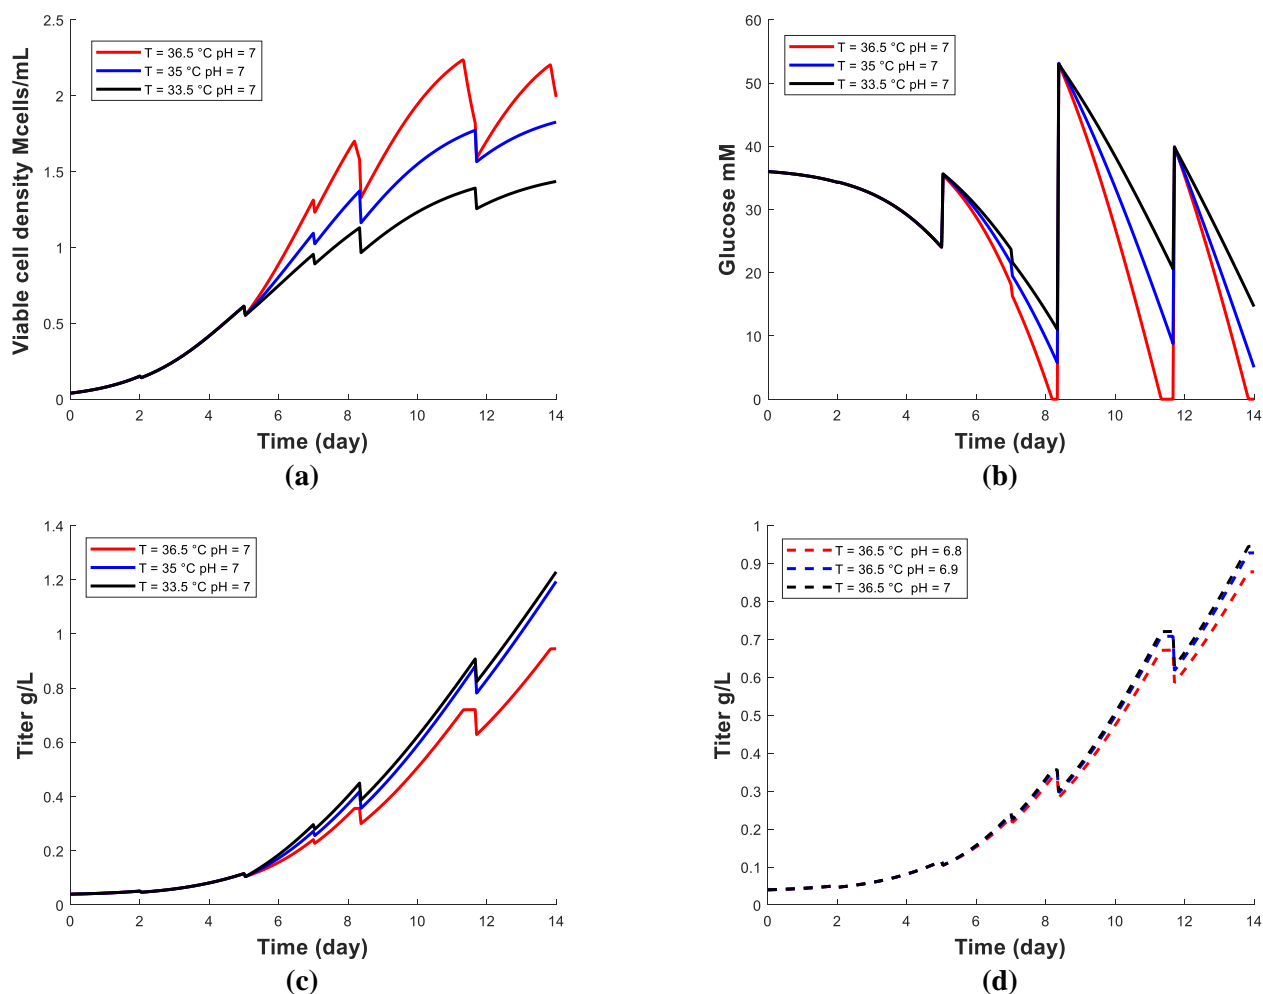 Viable cell density Mcells/mL
2.5
2
1.5
1
0.5
0
T = 36.5 °C pH = 7
T = 35 °C pH = 7
T = 33.5 °C pH = 7
0 2 4 6 8 10 12 14
Time (day)
(a)
Glucose mM
60
50
40
30
20
10
0
T = 36.5 °C pH = 7
T = 35 °C pH = 7
T = 33.5 °C pH = 7
0 2 4 6 8 10 12 14
Time (day)
(b)
Titer g/L
1.4
1.2
1
0.8
0.6
0.4
0.2
0
T = 36.5 °C pH = 7
T = 35 °C pH = 7
T = 33.5 °C pH = 7
0 2 4 6 8 10 12 14
Time (day)
(c)
Titer g/L
1
0.9
0.8
0.7
0.6
0.5
0.4
0.3
0.2
0.1
0
T = 36.5 °C pH = 6.8
T = 36.5 °C pH = 6.9
T = 36.5 °C pH = 7
0 2 4 6 8 10 12 14
Time (day)
(d)